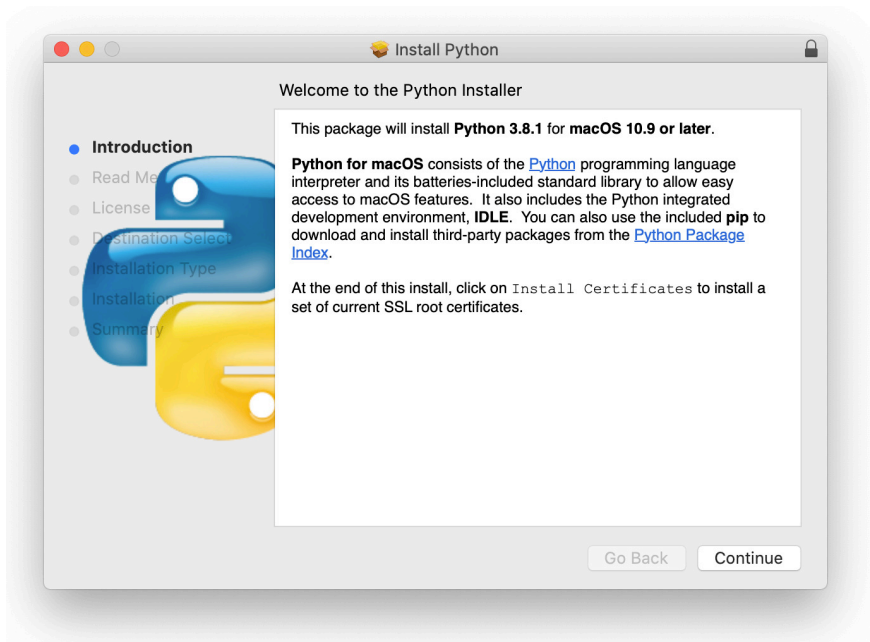 Install Python
Welcome to the Python Installer
Introduction
Read Me
License
Destination Select
Installation Type
Installation
Summary
This package will install Python 3.8.1 for macOS 10.9 or later.
Python for macOS consists of the Python programming language
interpreter and its batteries-included standard library to allow easy
access to macOS features.  It also includes the Python integrated
development environment, IDLE.  You can also use the included pip to
download and install third-party packages from the Python Package
Index.
At the end of this install, click on Install Certificates to install a
set of current SSL root certificates.
Go Back
Continue